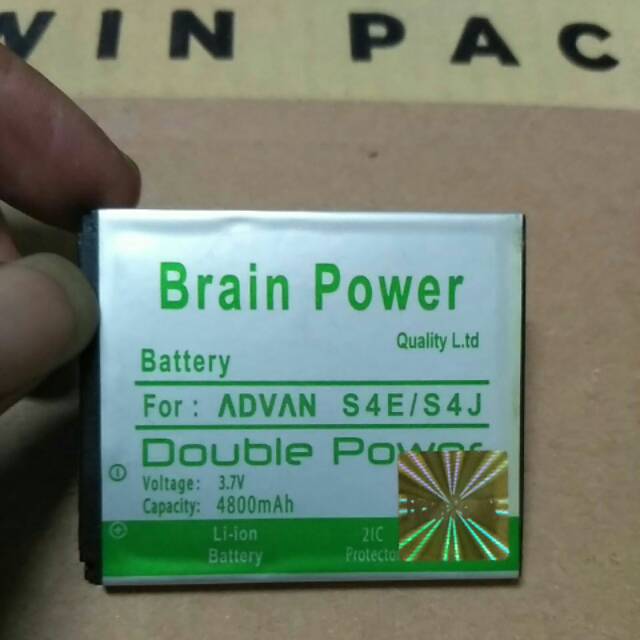 WIN PAC
Brain Power
Quality L.td
Battery
For : ADVAN S4E/S4J
Double Power
Voltage: 3.7V
Capacity: 4800mAh
Li-ion
Battery
2IC
Protecto